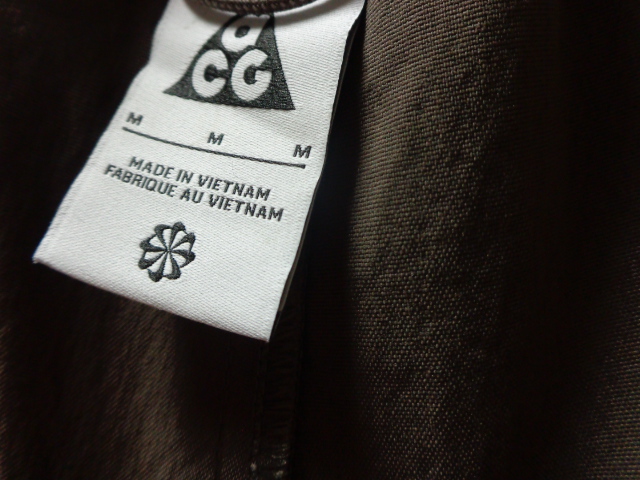 aCG
M M M
MADE IN VIETNAM
FABRIQUE AU VIETNAM